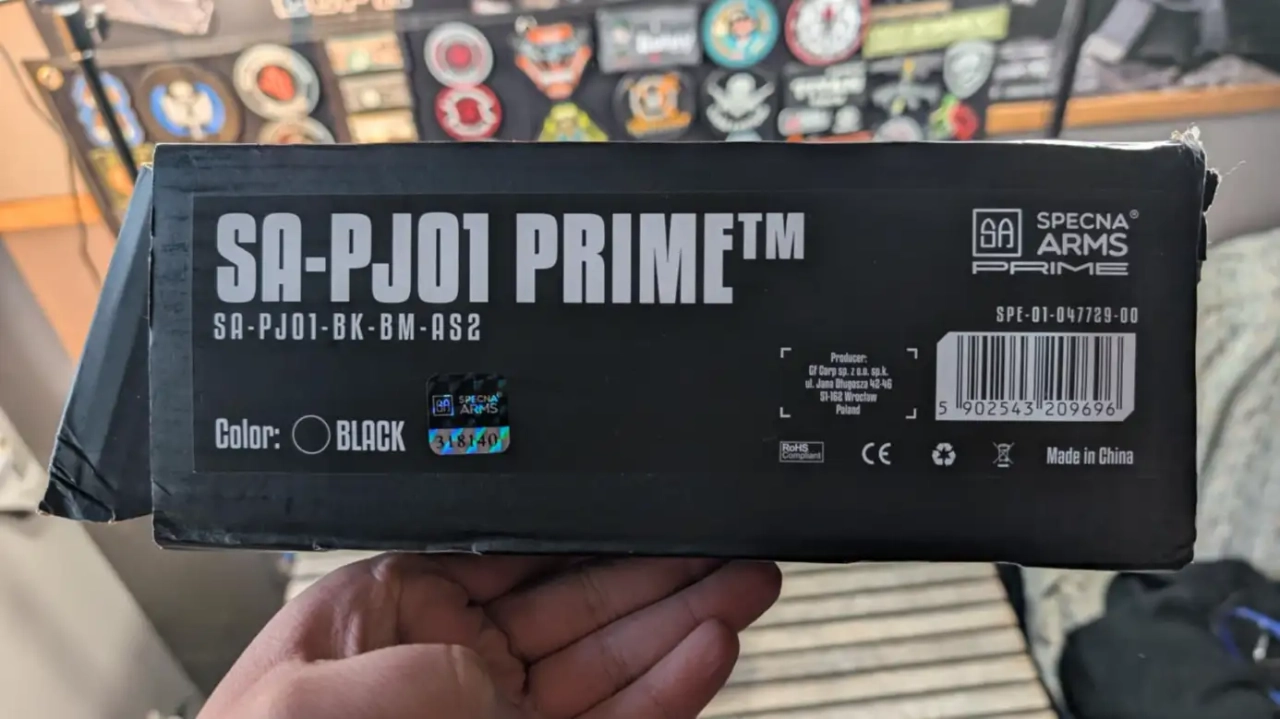 SA-PJ01 PRIME™
SA-PJ01-BK-BM-AS2
Color: BLACK
SA SPECNA ARMS
318140
SA SPECNA® ARMS
PRIME
SPE-01-047729-00
Producer:
Gf Corp sp. z o.o. sp.k.
ul. Jana Długosza 42-46
51-162 Wrocław
Poland
5 902543 209696
RoHS
Compliant
CE
Made in China